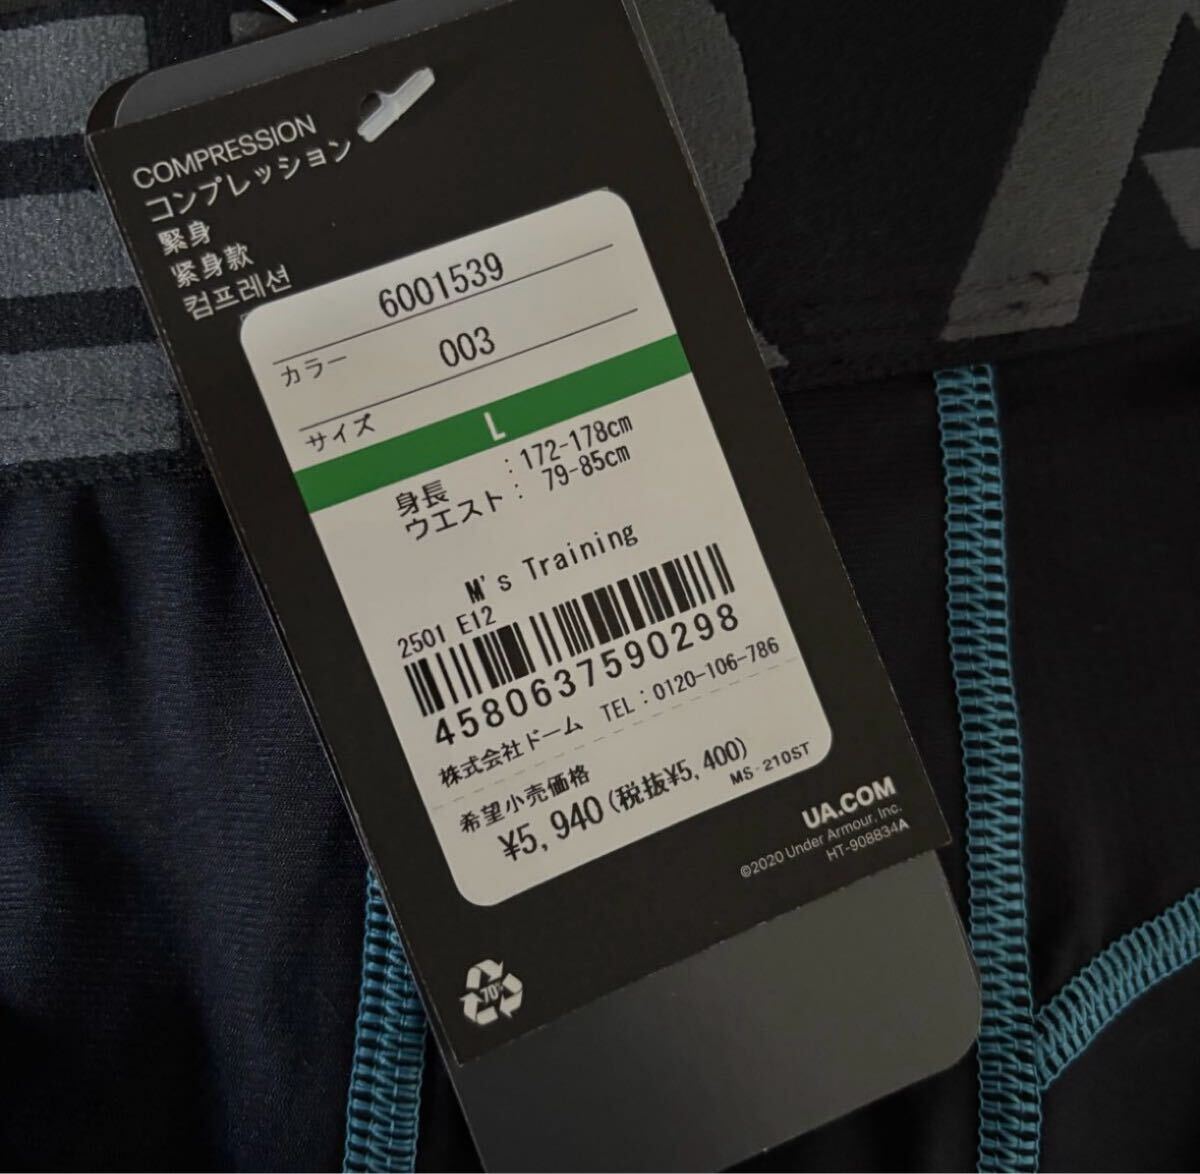 COMPRESSION
コンプレッション
緊身
紧身款
컴프레션
6001539
カラー 003
サイズ
L
身長 : 172-178cm
ウエスト : 79-85cm
M's Training
2501 E12
4580637590298
株式会社ドーム TEL:0120-106-786
希望小売価格
¥5,940(税抜¥5,400)
MS-210ST
UA.COM
©2020 Under Armour, Inc.
HT-908834A
70%